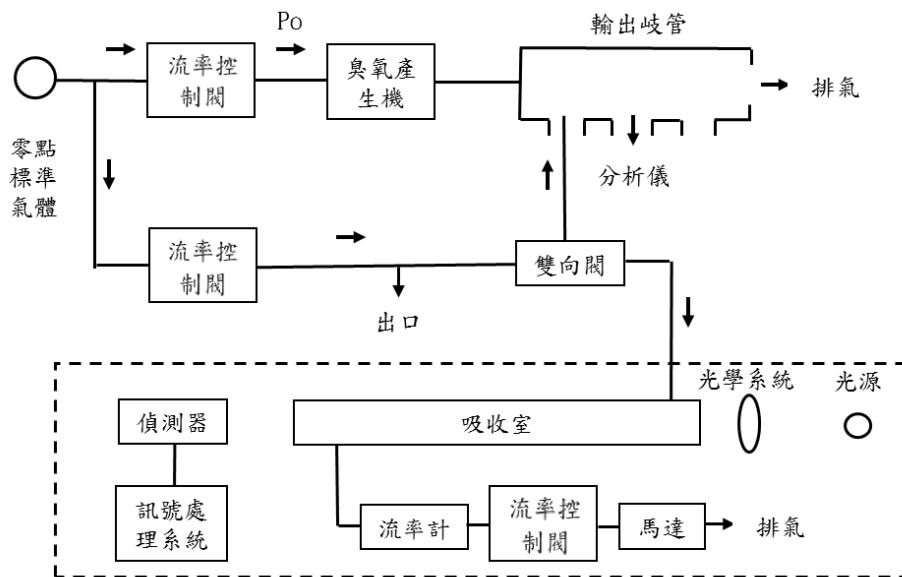 Po
輸出歧管
流率控
制閥
臭氧產
生機
排氣
零點
標準
氣體
分析儀
流率控
制閥
雙向閥
出口
光學系統
光源
偵測器
吸收室
訊號處
理系統
流率計
流率控
制閥
馬達
排氣